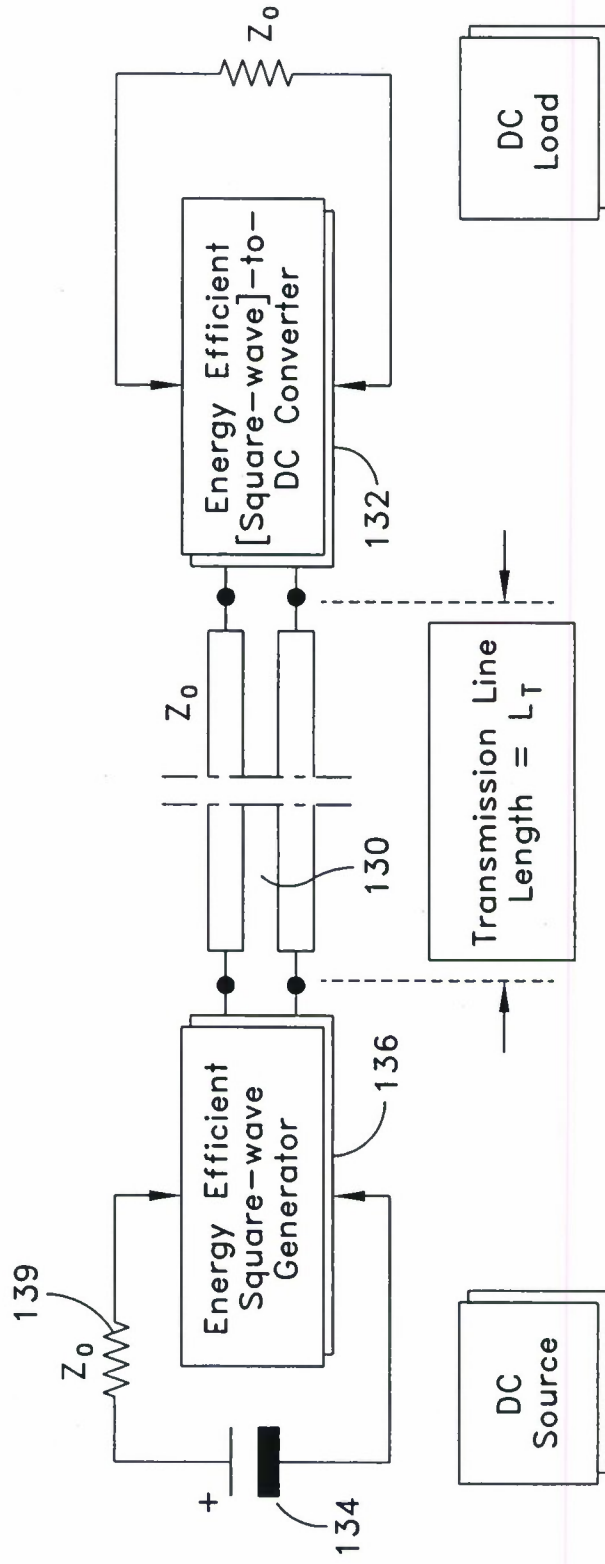 139
Z0
+
134
Energy Efficient
Square-wave
Generator
136
Z0
130
Energy Efficient
[Square-wave]-to-
DC Converter
132
Z0
DC
Source
Transmission Line
Length = LT
DC
Load